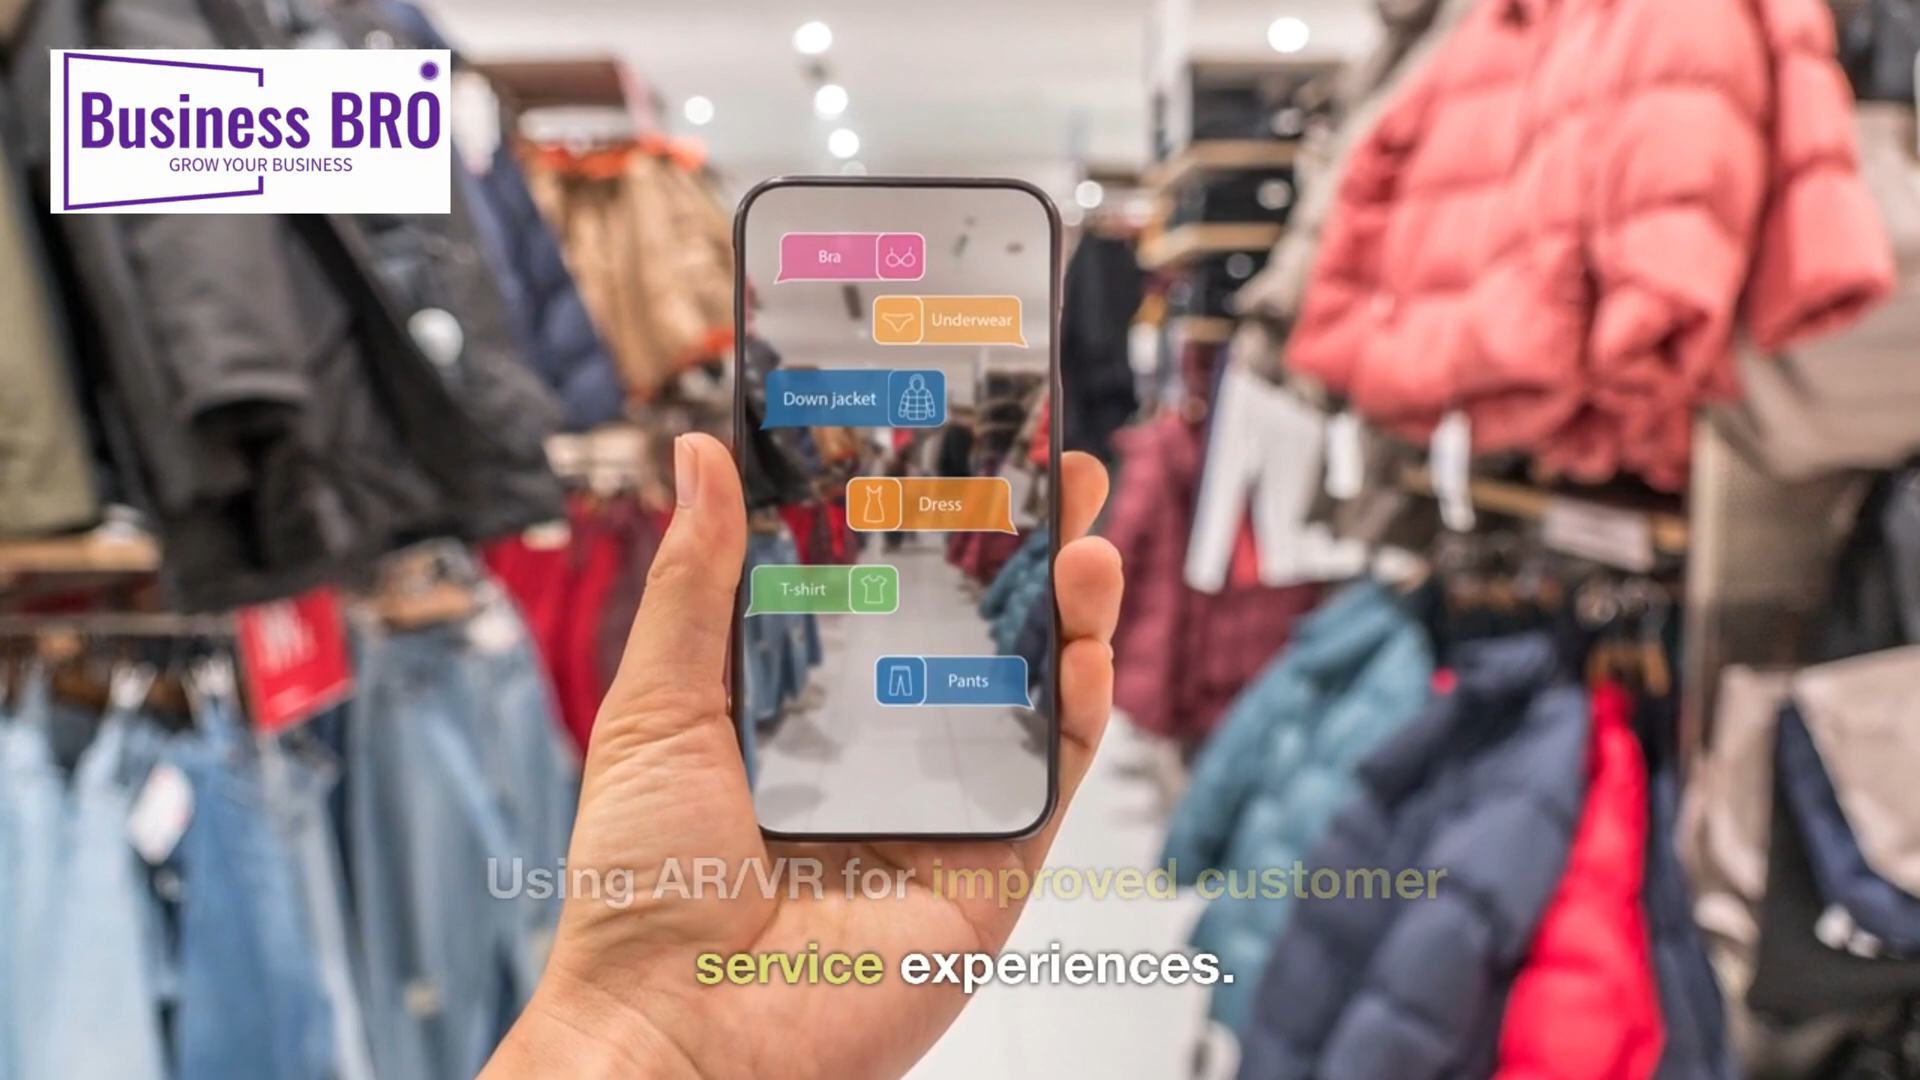 Business BRO
GROW YOUR BUSINESS
Bra
Underwear
Down jacket
Dress
T-shirt
Pants
Using AR/VR for improved customer
service experiences.